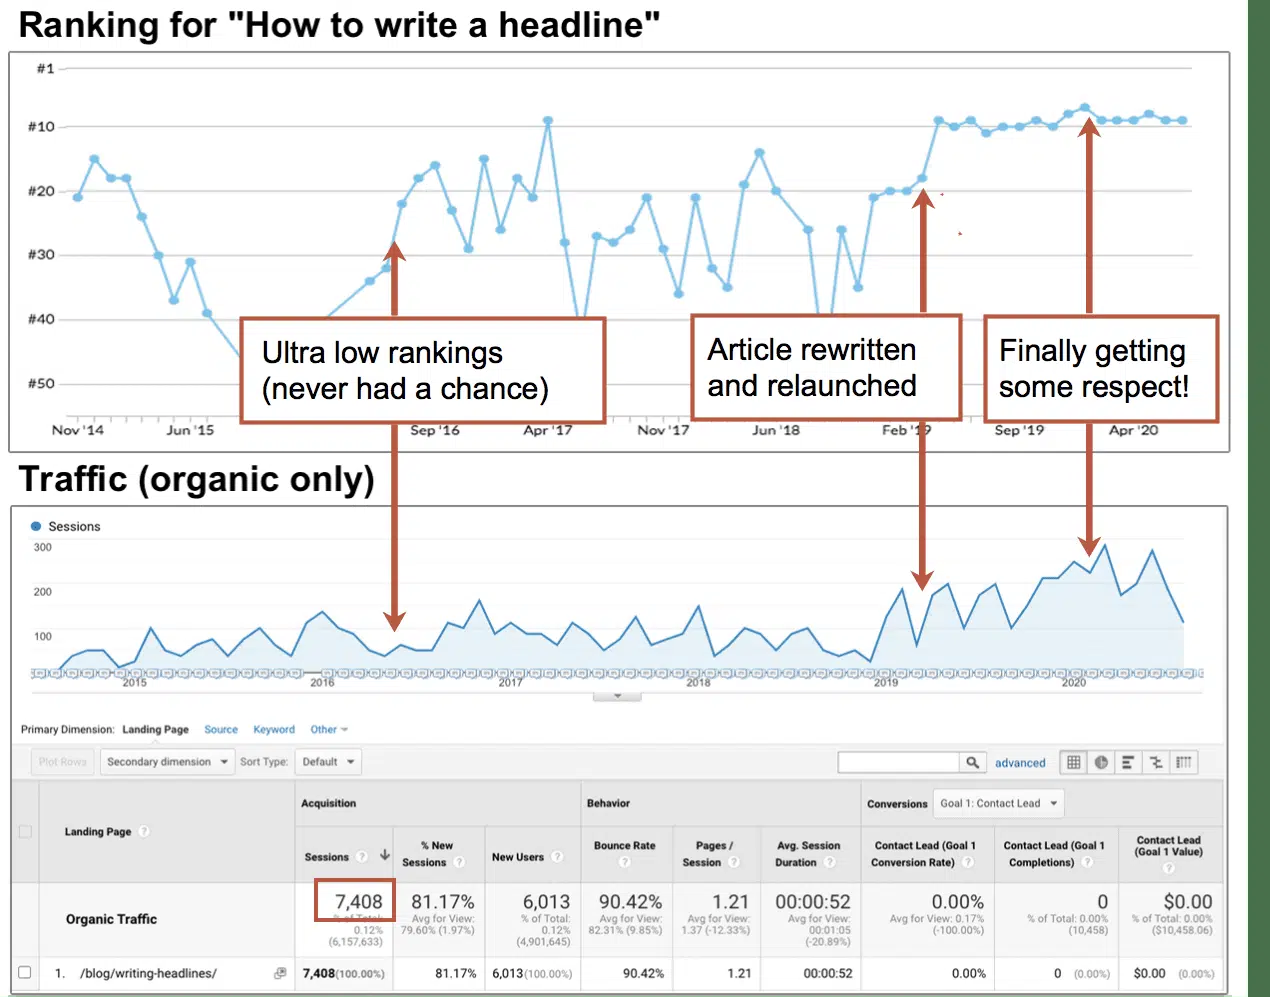 Ranking for "How to write a headline"
#1
#10
#20
#30
#40
#50
Ultra low rankings
(never had a chance)
Article rewritten
and relaunched
Finally getting
some respect!
Nov '14 Jun '15 Sep '16 Apr '17 Nov '17 Jun '18 Feb '19 Sep '19 Apr '20
Traffic (organic only)
Sessions
300
200
100
2015 2016 2017 2018 2019 2020
Primary Dimension: Landing Page Source Keyword Other
Plot Rows Secondary dimension Sort Type: Default advanced
Landing Page ?
Acquisition
Behavior
Conversions Goal 1: Contact Lead
Sessions ?
% New
Sessions ?
New Users ?
Bounce Rate
?
Pages /
Session ?
Avg. Session
Duration ?
Contact Lead (Goal 1
Conversion Rate) ?
Contact Lead (Goal 1
Completions) ?
Contact Lead
(Goal 1 Value)
?
Organic Traffic
7,408
% of Total:
0.12%
(6,157,633)
81.17%
Avg for View:
79.60% (1.97%)
6,013
% of Total:
0.12%
(4,901,645)
90.42%
Avg for View:
82.31% (9.85%)
1.21
Avg for View:
1.37 (-12.33%)
00:00:52
Avg for View:
00:01:05
(-20.89%)
0.00%
Avg for View: 0.17%
(-100.00%)
0
% of Total: 0.00%
(10,458)
$0.00
% of Total: 0.00%
($10,458.06)
1. /blog/writing-headlines/ 7,408(100.00%) 81.17% 6,013(100.00%) 90.42% 1.21 00:00:52 0.00% 0 (0.00%) $0.00 (0.00%)